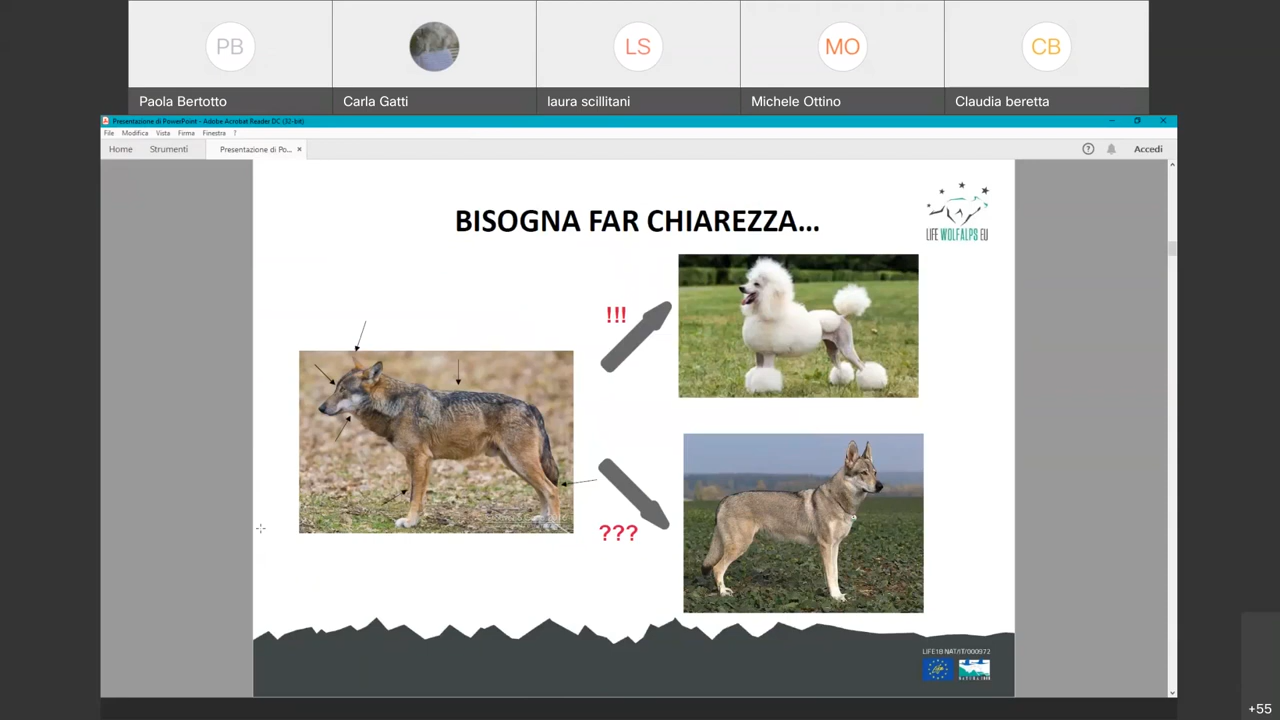 PB
LS
MO
CB
Paola Bertotto
Carla Gatti
laura scillitani
Michele Ottino
Claudia beretta
Presentazione di PowerPoint - Adobe Acrobat Reader DC (32-bit)
File Modifica Vista Firma Finestra ?
Home Strumenti Presentazione di Po... × Accedi
BISOGNA FAR CHIAREZZA...
LIFE WOLFALPS EU
!!!
???
LIFE18 NAT/IT/000972
+55